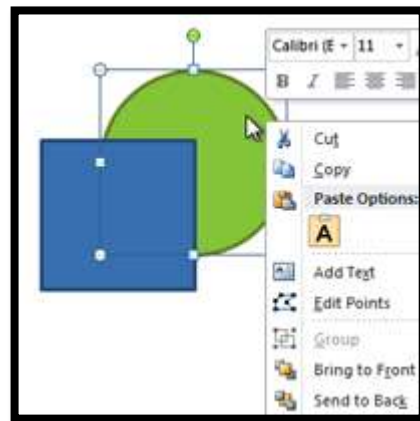 Calibri (E 11
B I
Cut
Copy
Paste Options:
A
Add Text
Edit Points
Group
Bring to Front
Send to Back